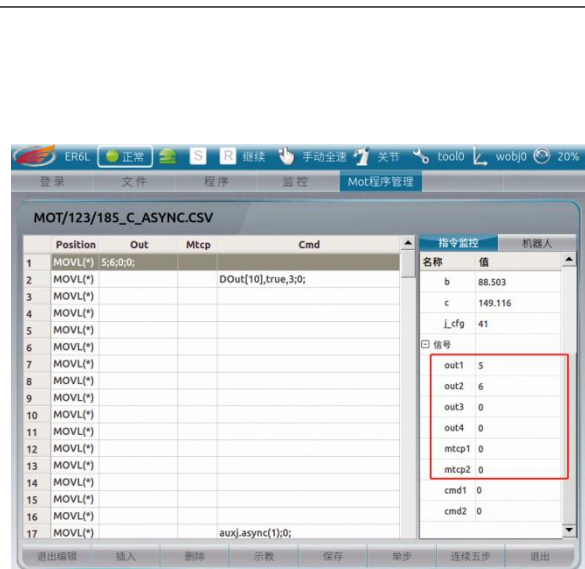 ER6L 正常 S R 继续 手动全速 关节 tool0 wobj0 20%
登录 文件 程序 监控 Mot程序管理
MOT/123/185_C_ASYNC.CSV
Position Out Mtcp Cmd
1 MOVL(*) 5;6;0;0;
2 MOVL(*) DOut[10],true,3;0;
3 MOVL(*)
4 MOVL(*)
5 MOVL(*)
6 MOVL(*)
7 MOVL(*)
8 MOVL(*)
9 MOVL(*)
10 MOVL(*)
11 MOVL(*)
12 MOVL(*)
13 MOVL(*)
14 MOVL(*)
15 MOVL(*)
16 MOVL(*)
17 MOVL(*) auxj.async(1);0;
指令监控 机器人
名称 值
b 88.503
c 149.116
j_cfg 41
信号
out1 5
out2 6
out3 0
out4 0
mtcp1 0
mtcp2 0
cmd1 0
cmd2 0
退出编辑 插入 删除 示教 保存 单步 连续五步 退出